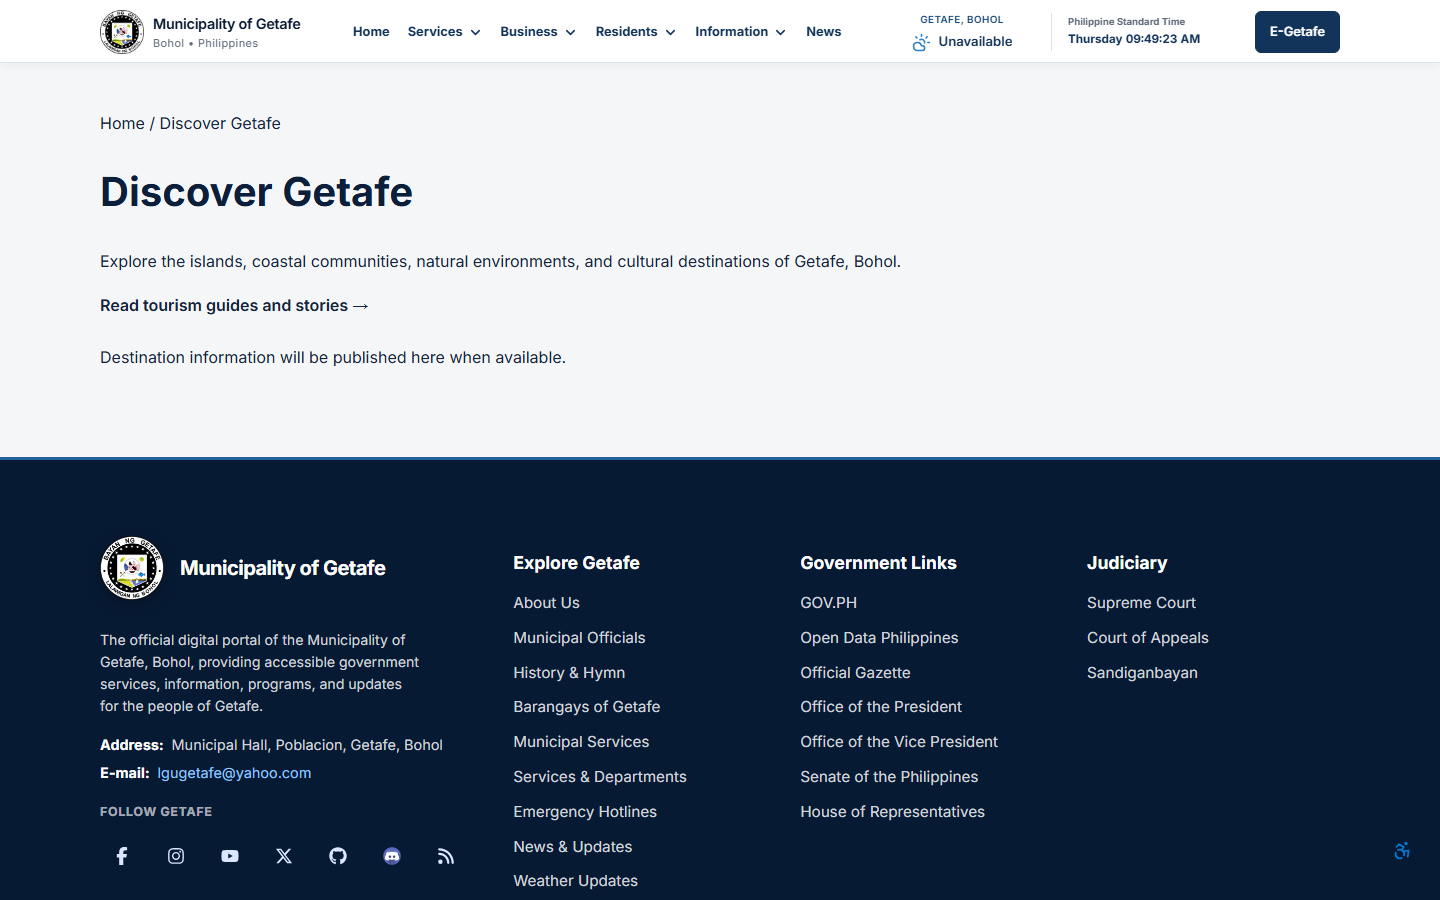 Municipality of Getafe
Bohol • Philippines
Home
Services
Business
Residents
Information
News
GETAFE, BOHOL
Unavailable
Philippine Standard Time
Thursday 09:49:23 AM
E-Getafe
Home / Discover Getafe
Discover Getafe
Explore the islands, coastal communities, natural environments, and cultural destinations of Getafe, Bohol.
Read tourism guides and stories →
Destination information will be published here when available.
BAYAN NG GETAFE
Municipality of Getafe
The official digital portal of the Municipality of
Getafe, Bohol, providing accessible government
services, information, programs, and updates
for the people of Getafe.
Address: Municipal Hall, Poblacion, Getafe, Bohol
E-mail: lgugetafe@yahoo.com
FOLLOW GETAFE
Explore Getafe
About Us
Municipal Officials
History & Hymn
Barangays of Getafe
Municipal Services
Services & Departments
Emergency Hotlines
News & Updates
Weather Updates
Government Links
GOV.PH
Open Data Philippines
Official Gazette
Office of the President
Office of the Vice President
Senate of the Philippines
House of Representatives
Judiciary
Supreme Court
Court of Appeals
Sandiganbayan